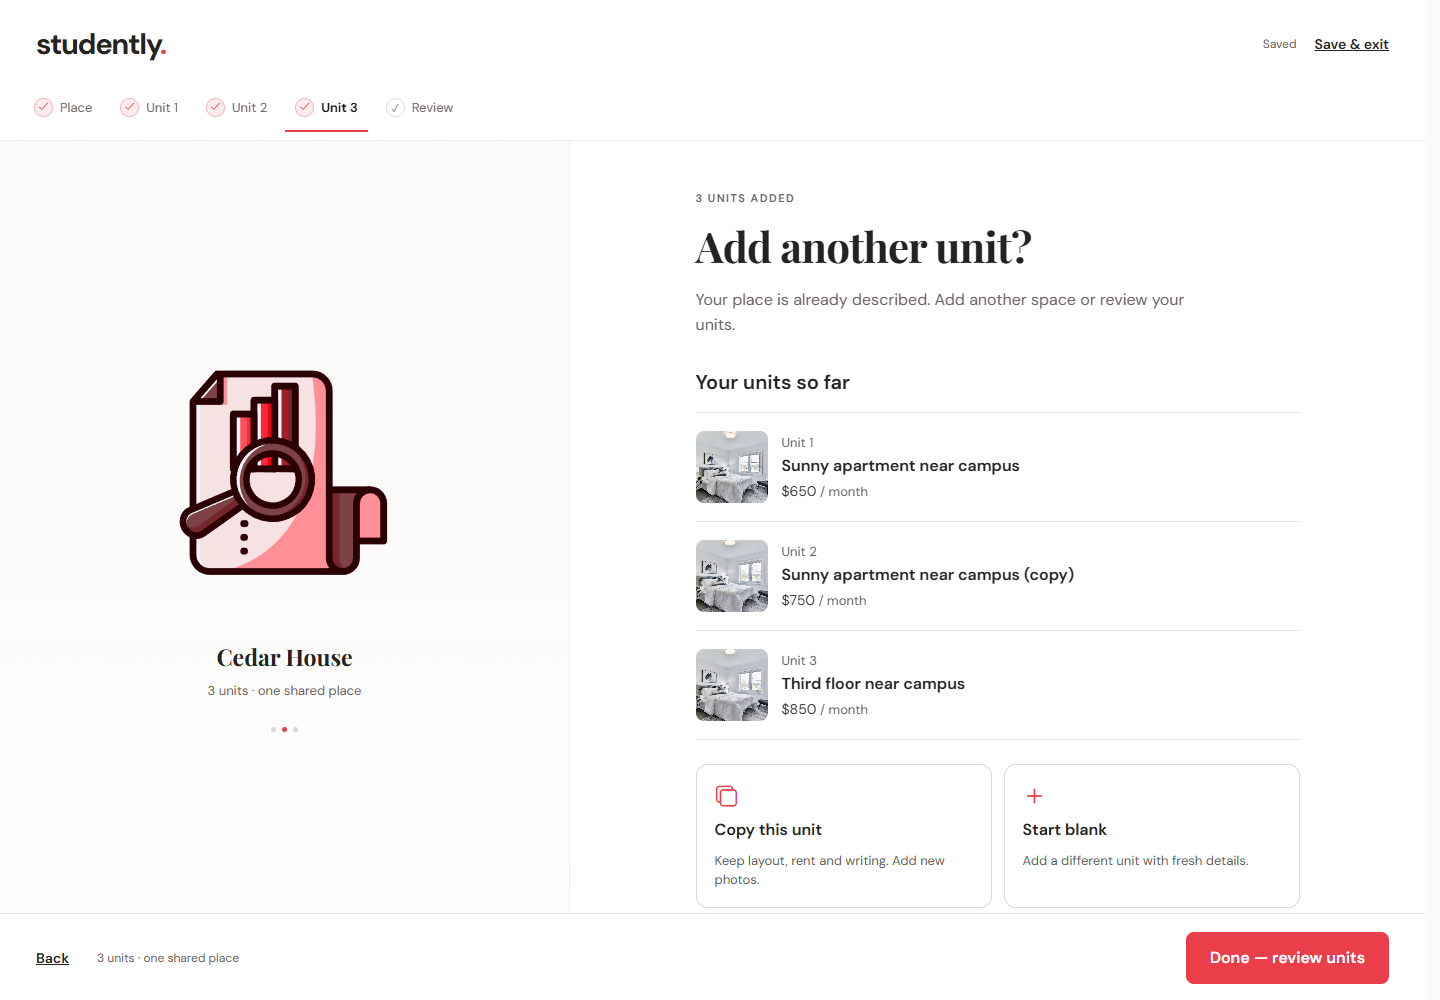 studently.
Saved
Save & exit
Place
Unit 1
Unit 2
Unit 3
Review
3 UNITS ADDED
Add another unit?
Your place is already described. Add another space or review your
units.
Your units so far
Unit 1
Sunny apartment near campus
$650 / month
Unit 2
Sunny apartment near campus (copy)
$750 / month
Unit 3
Third floor near campus
$850 / month
Cedar House
3 units · one shared place
Copy this unit
Keep layout, rent and writing. Add new
photos.
Start blank
Add a different unit with fresh details.
Back
3 units · one shared place
Done — review units